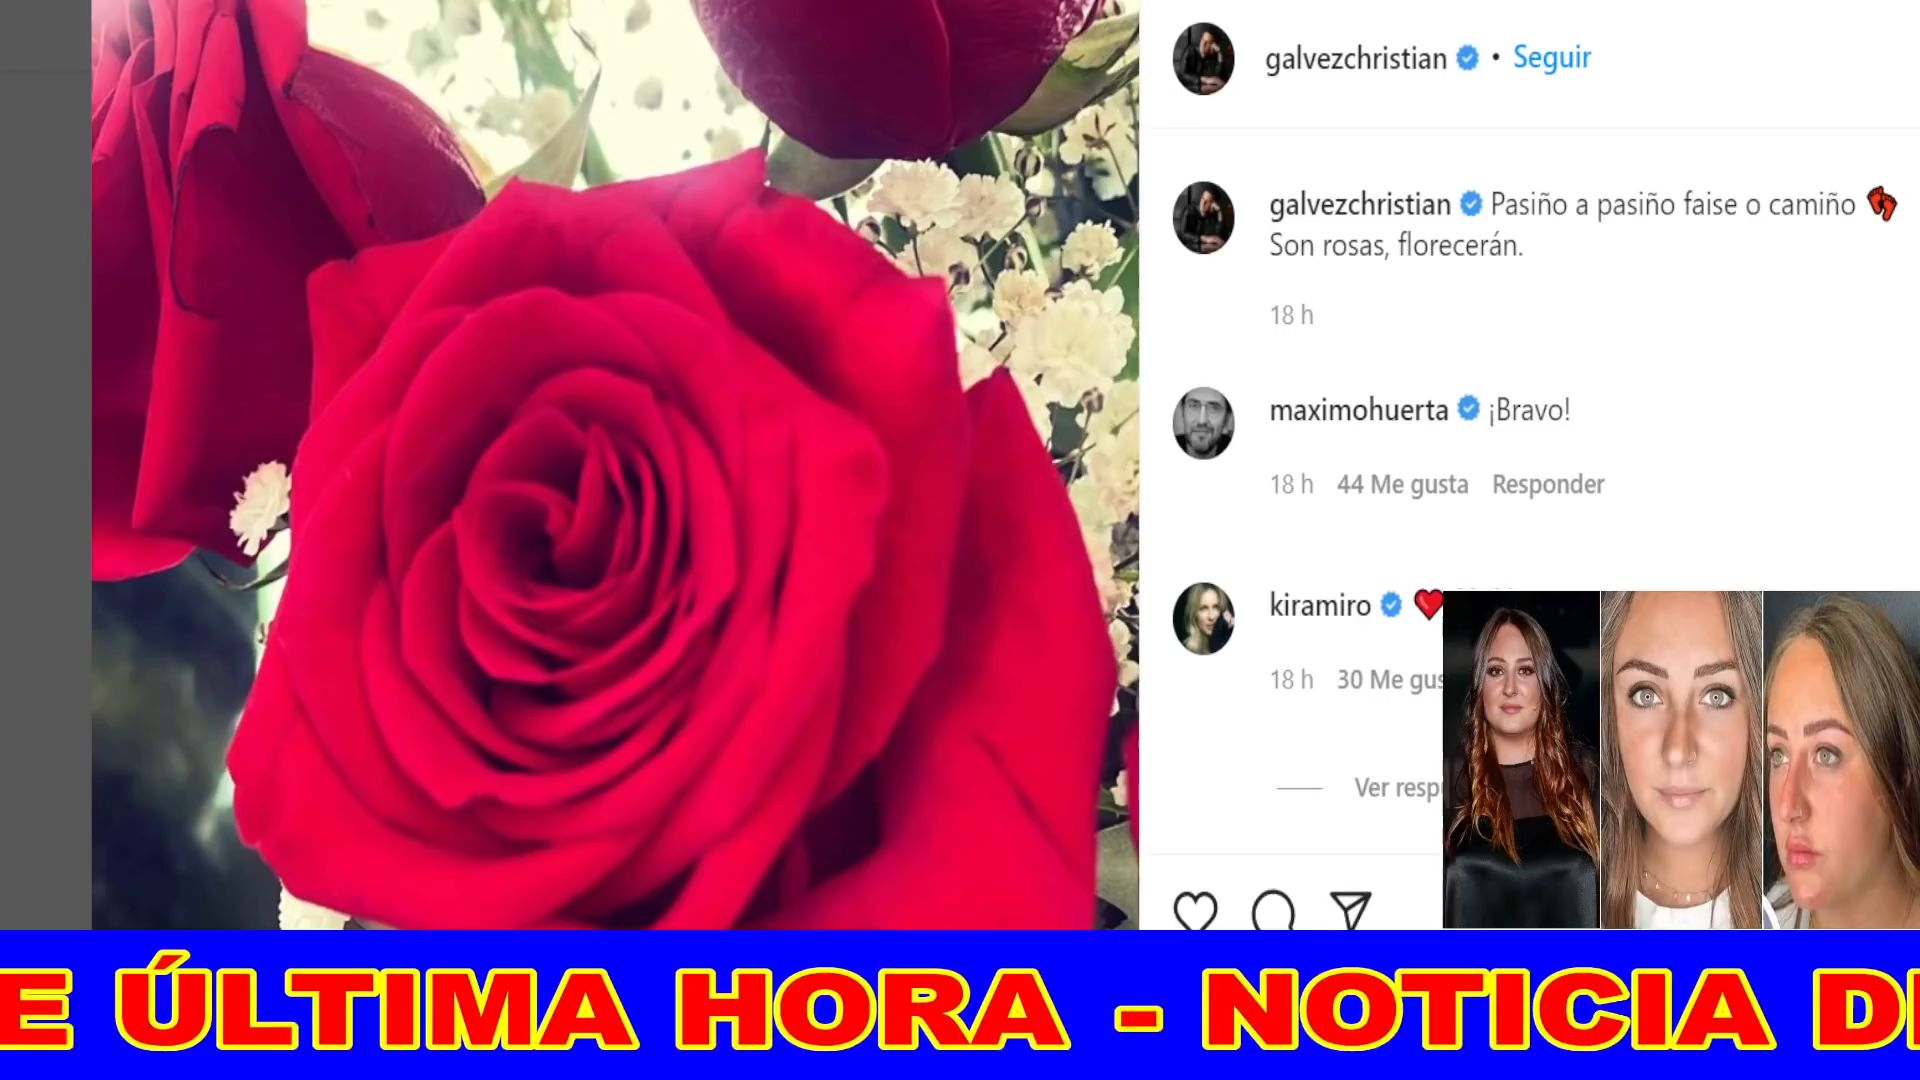 galvezchristian • Seguir
galvezchristian Pasiño a pasiño faise o camiño
Son rosas, florecerán.
18 h
maximohuerta ¡Bravo!
18 h 44 Me gusta Responder
kiramiro
18 h 30 Me gus
Ver resp
E ÚLTIMA HORA - NOTICIA D